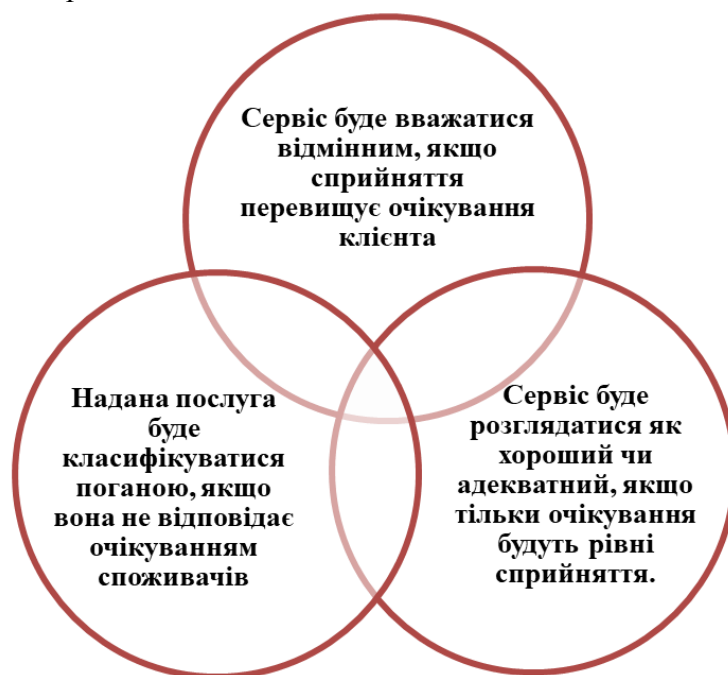 Сервіс буде вважатися
відмінним, якщо
сприйняття
перевищує очікування
клієнта
Надана послуга
буде
класифікуватися
поганою, якщо
вона не відповідає
очікуванням
споживачів
Сервіс буде
розглядатися як
хороший чи
адекватний, якщо
тільки очікування
будуть рівні
сприйняття.